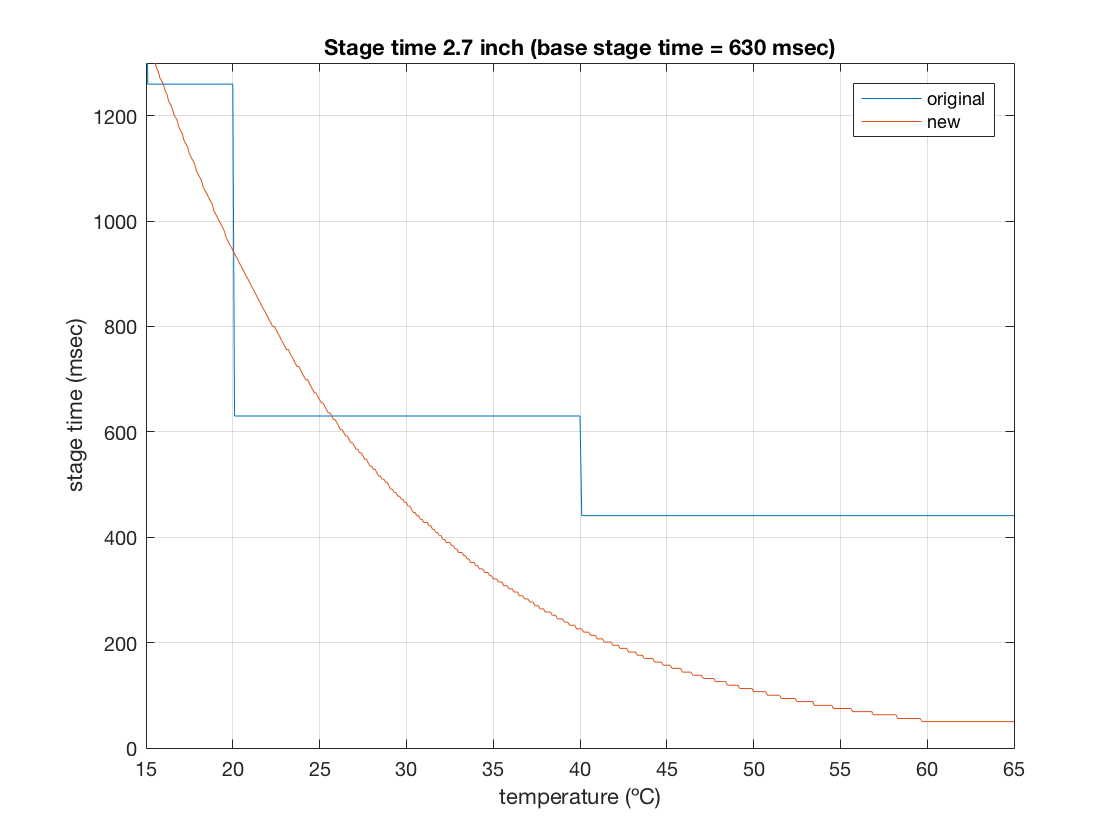 Stage time 2.7 inch (base stage time = 630 msec)
original
new
stage time (msec)
1200
1000
800
600
400
200
0
15 20 25 30 35 40 45 50 55 60 65
temperature (ºC)